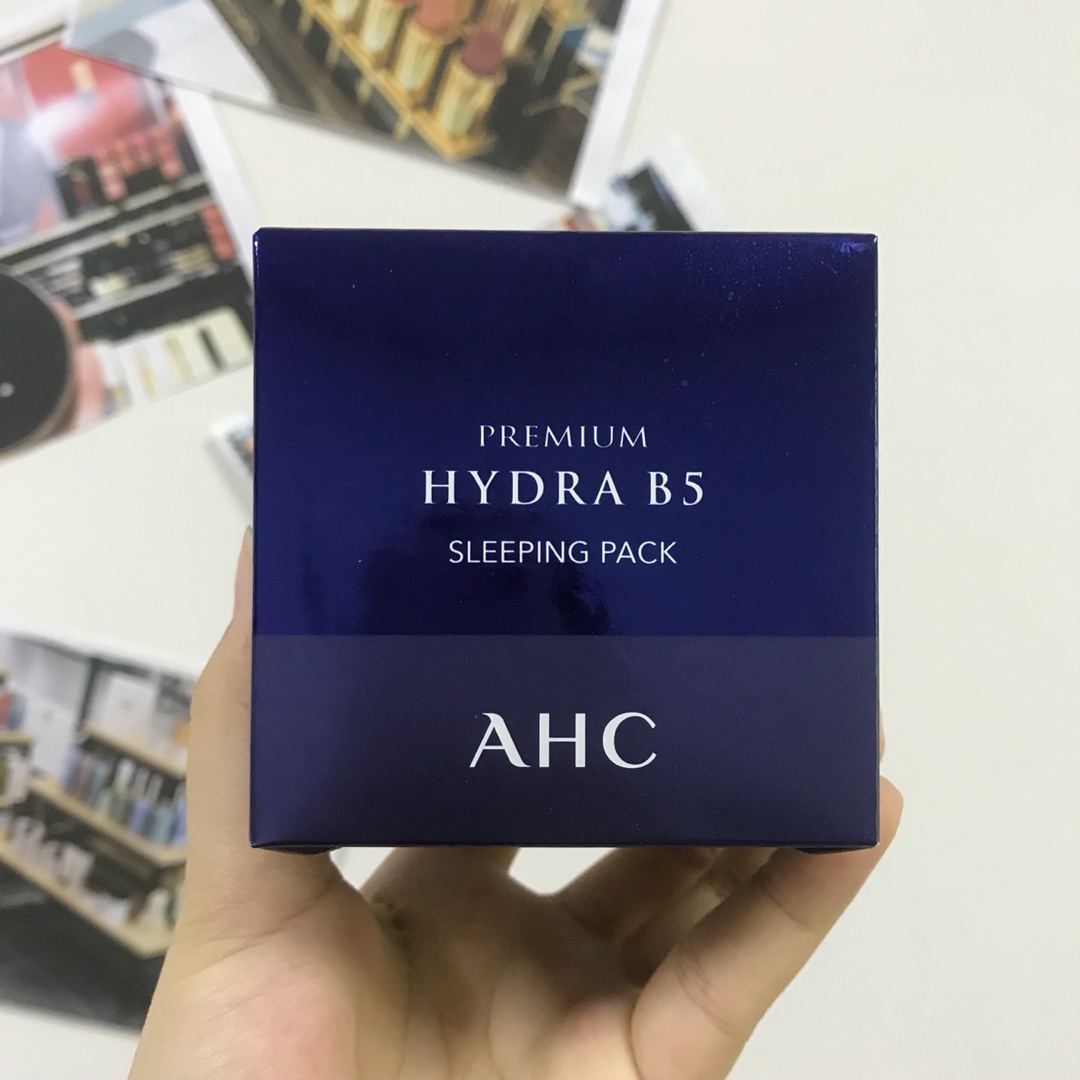 PREMIUM
HYDRA B5
SLEEPING PACK
AHC